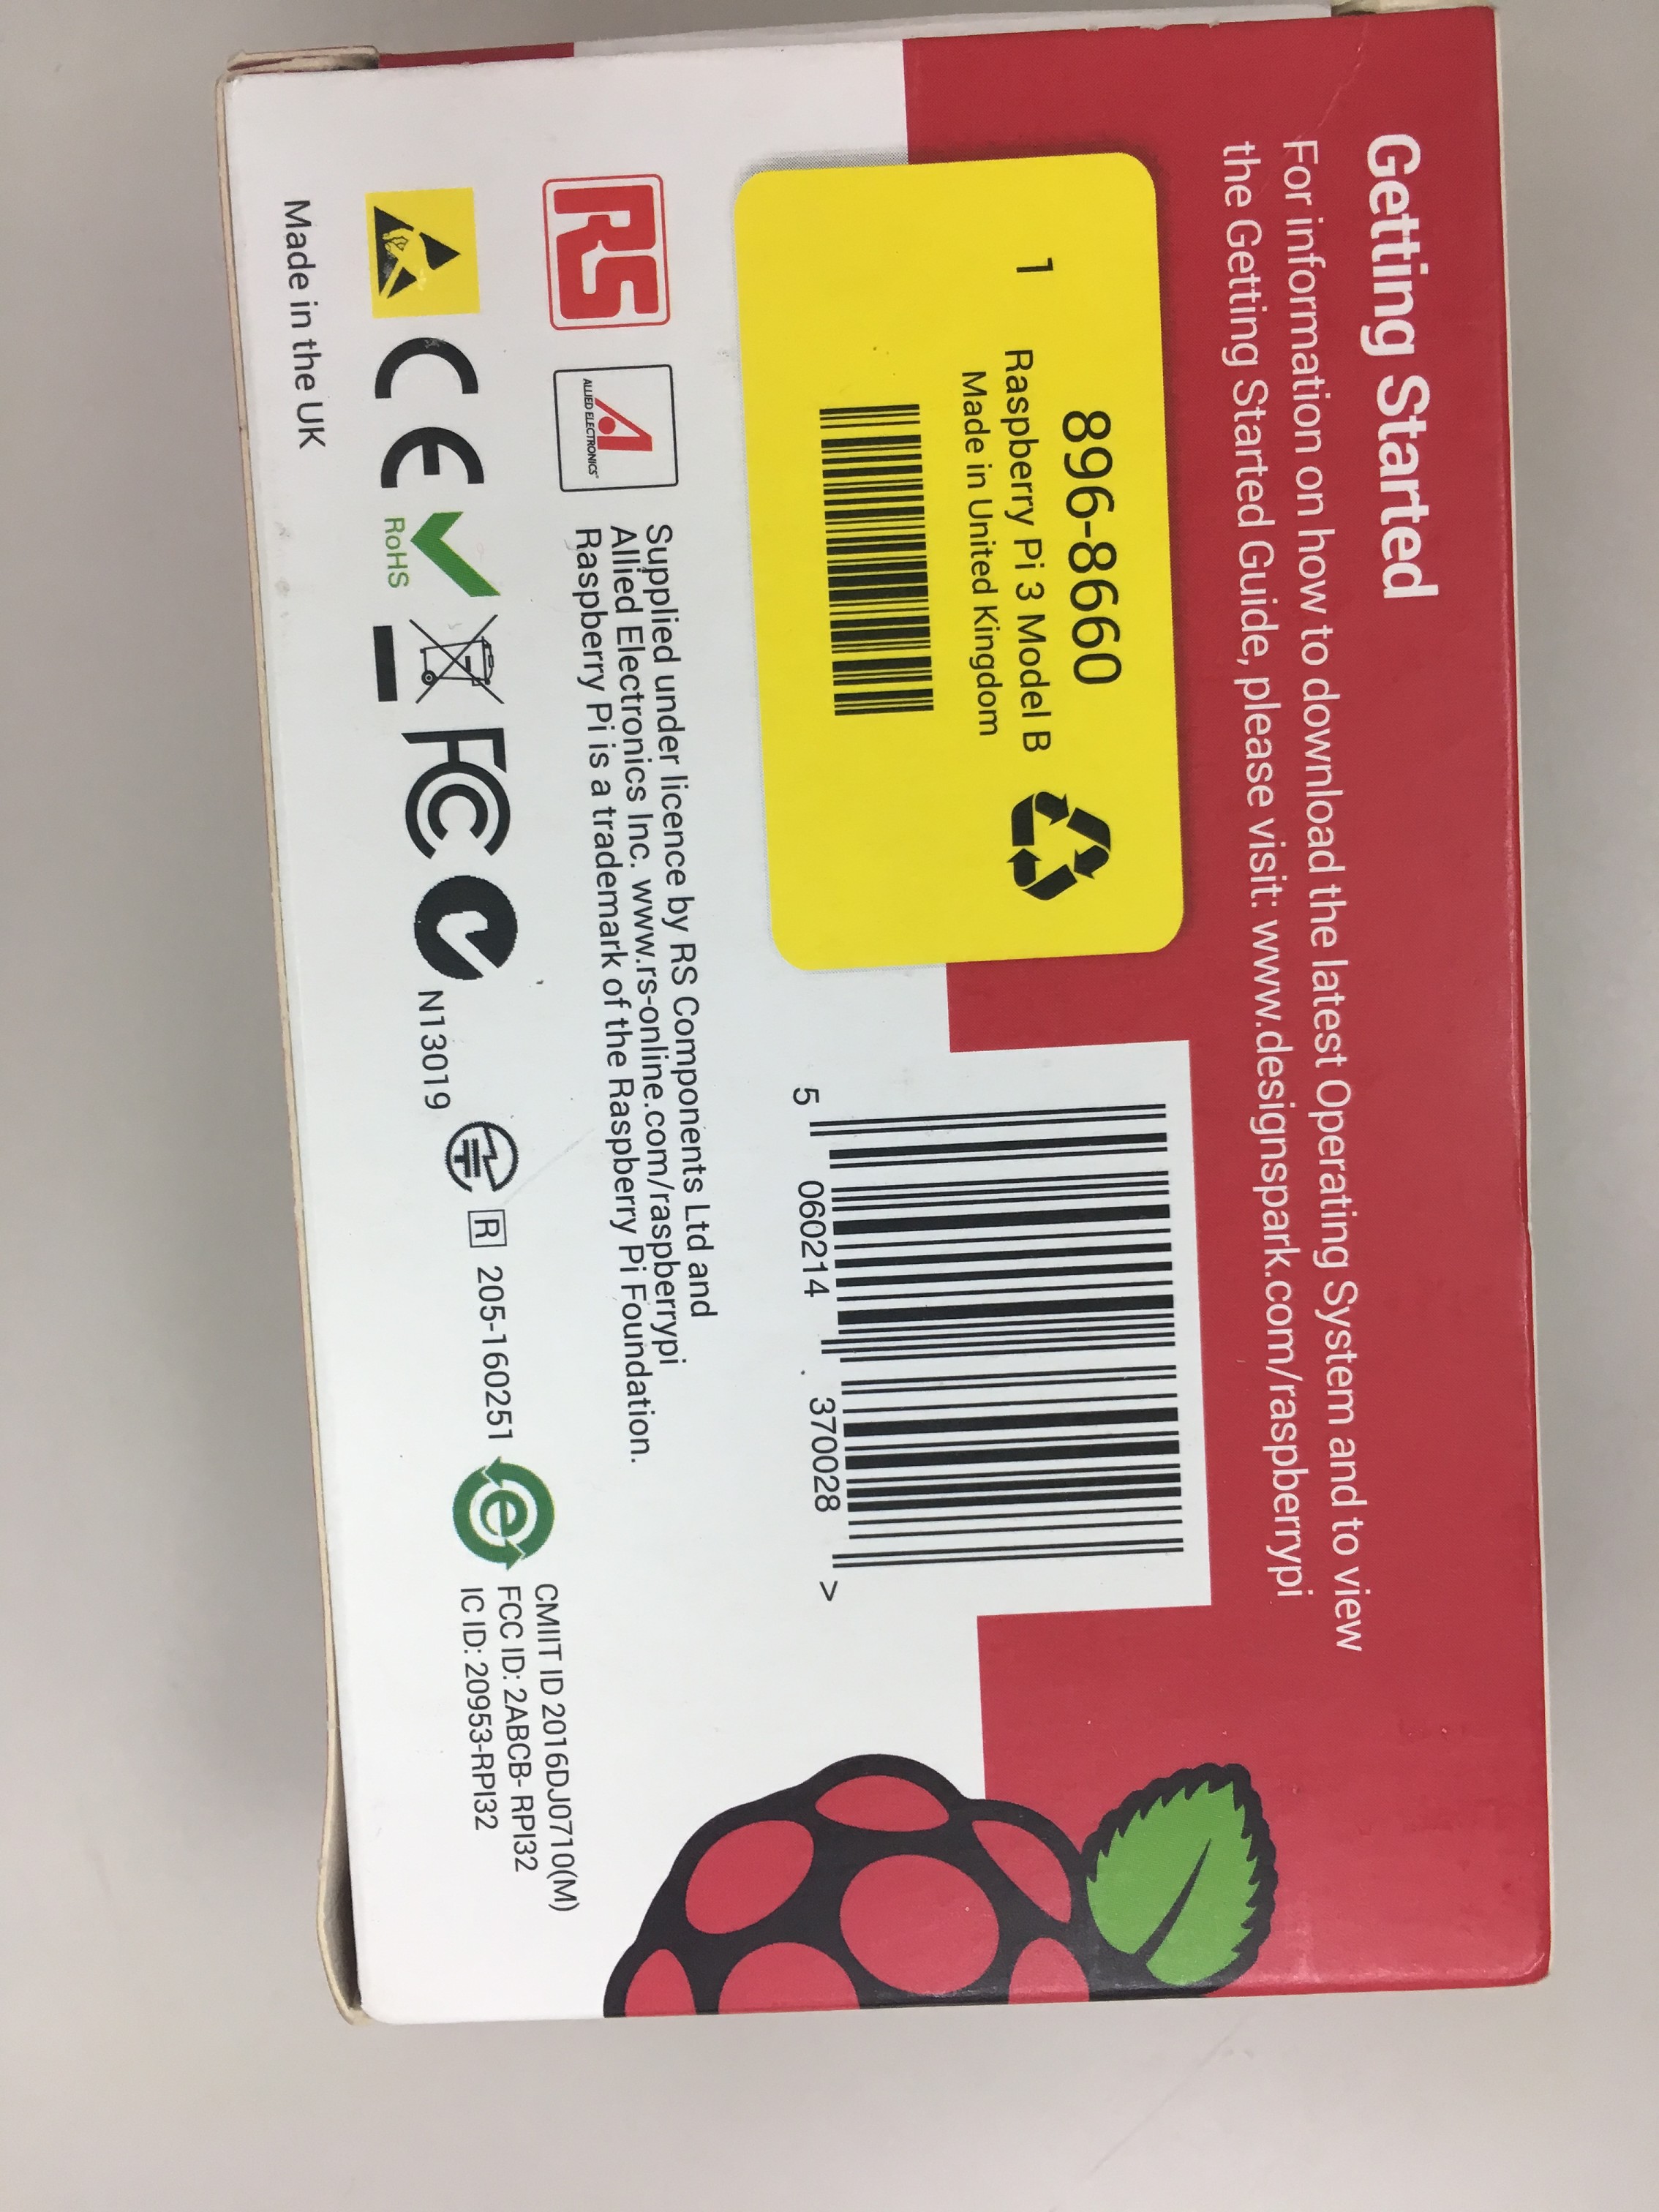 Getting Started
For information on how to download the latest Operating System and to view
the Getting Started Guide, please visit: www.designspark.com/raspberrypi
896-8660
1 Raspberry Pi 3 Model B
Made in United Kingdom
5 060214 370028 >
RS
ALLIED ELECTRONICS
Supplied under licence by RS Components Ltd and
Allied Electronics Inc. www.rs-online.com/raspberrypi
Raspberry Pi is a trademark of the Raspberry Pi Foundation.
CE RoHS FC N13019 R 205-160251 e
CMIIT ID 2016DJ0710(M)
FCC ID: 2ABCB- RPI32
IC ID: 20953-RPI32
Made in the UK